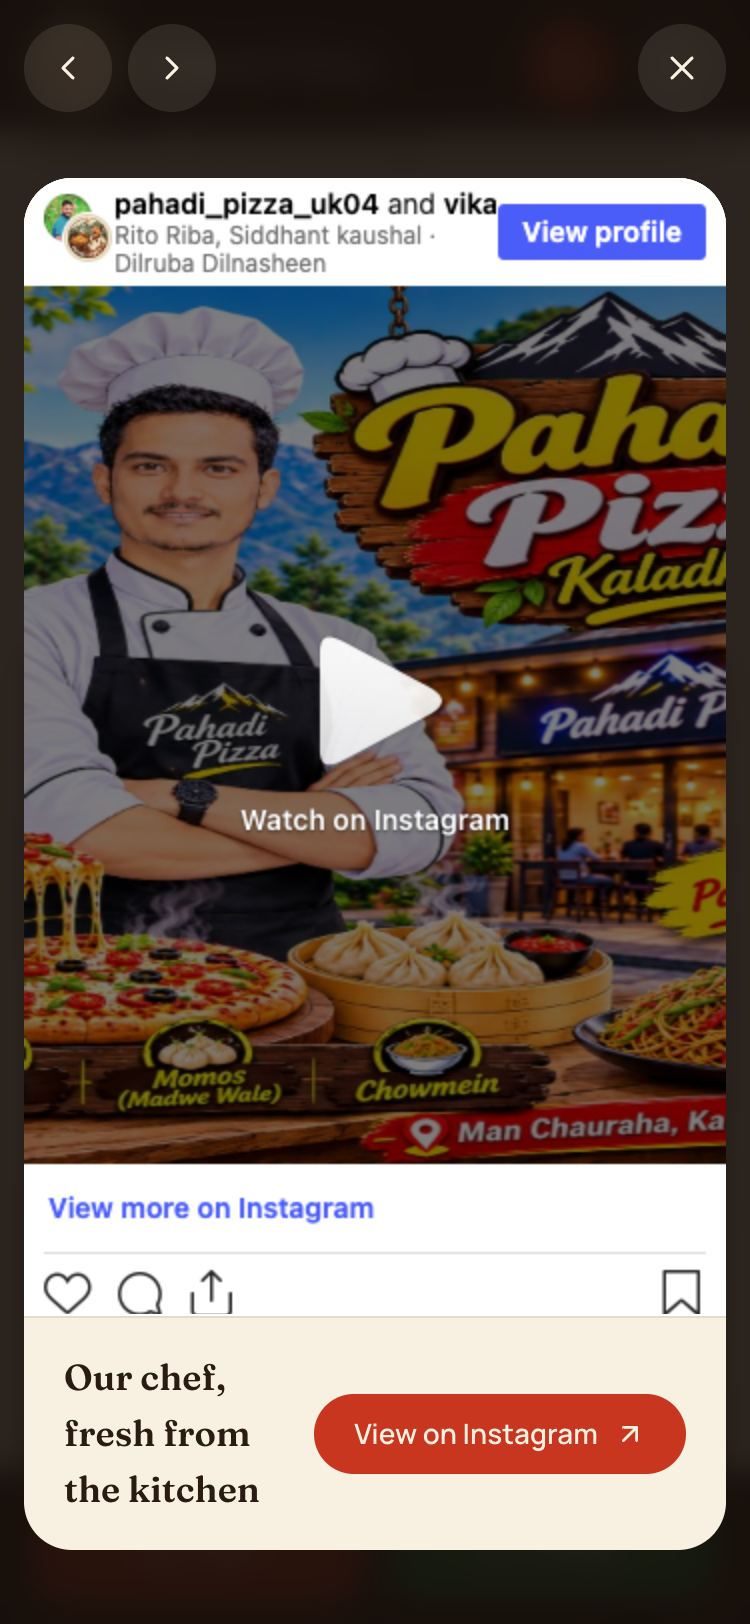 pahadi_pizza_uk04 and vika
View profile
Rito Riba, Siddhant kaushal ·
Dilruba Dilnasheen
Paha
Piz
Kalad
Pahadi P
Pahadi
Pizza
Watch on Instagram
Momos
(Madwe Wale)
Chowmein
Man Chauraha, Ka
View more on Instagram
Our chef,
fresh from
the kitchen
View on Instagram